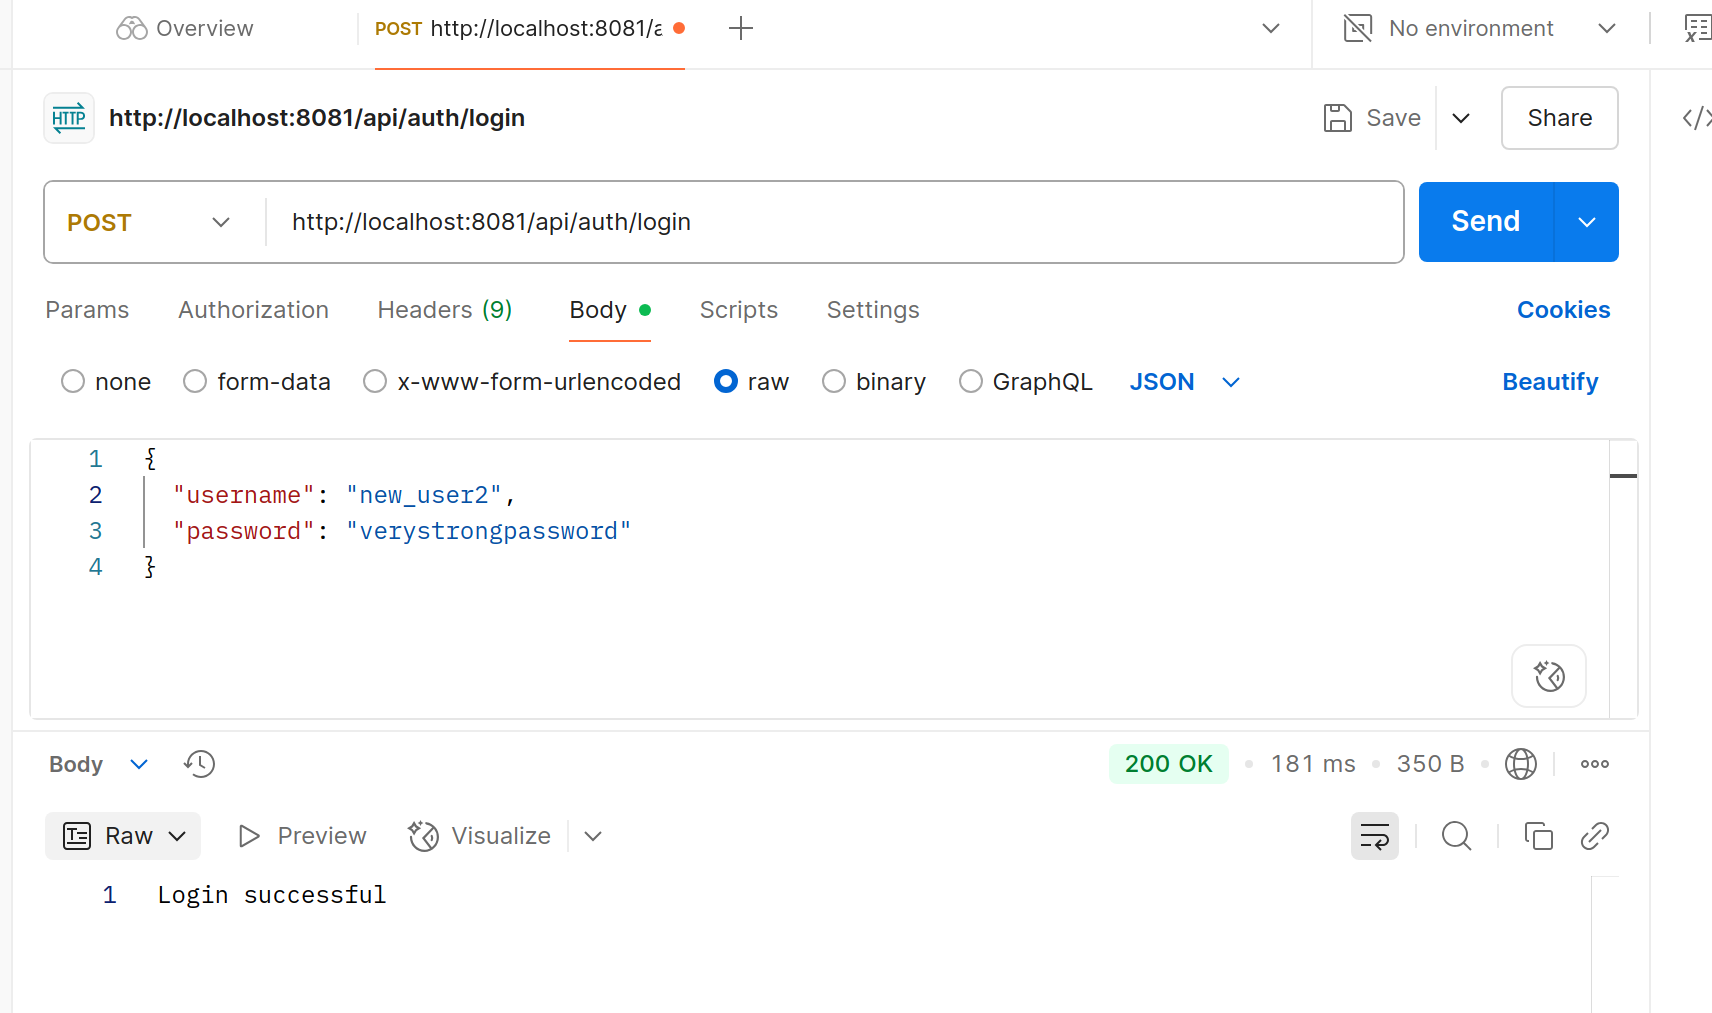 Overview
POST http://localhost:8081/a
No environment
HTTP http://localhost:8081/api/auth/login
Save
Share
POST
http://localhost:8081/api/auth/login
Send
Params
Authorization
Headers (9)
Body
Scripts
Settings
Cookies
none
form-data
x-www-form-urlencoded
raw
binary
GraphQL
JSON
Beautify
1 {
2 "username": "new_user2",
3 "password": "verystrongpassword"
4 }
Body
200 OK
181 ms
350 B
Raw
Preview
Visualize
1 Login successful